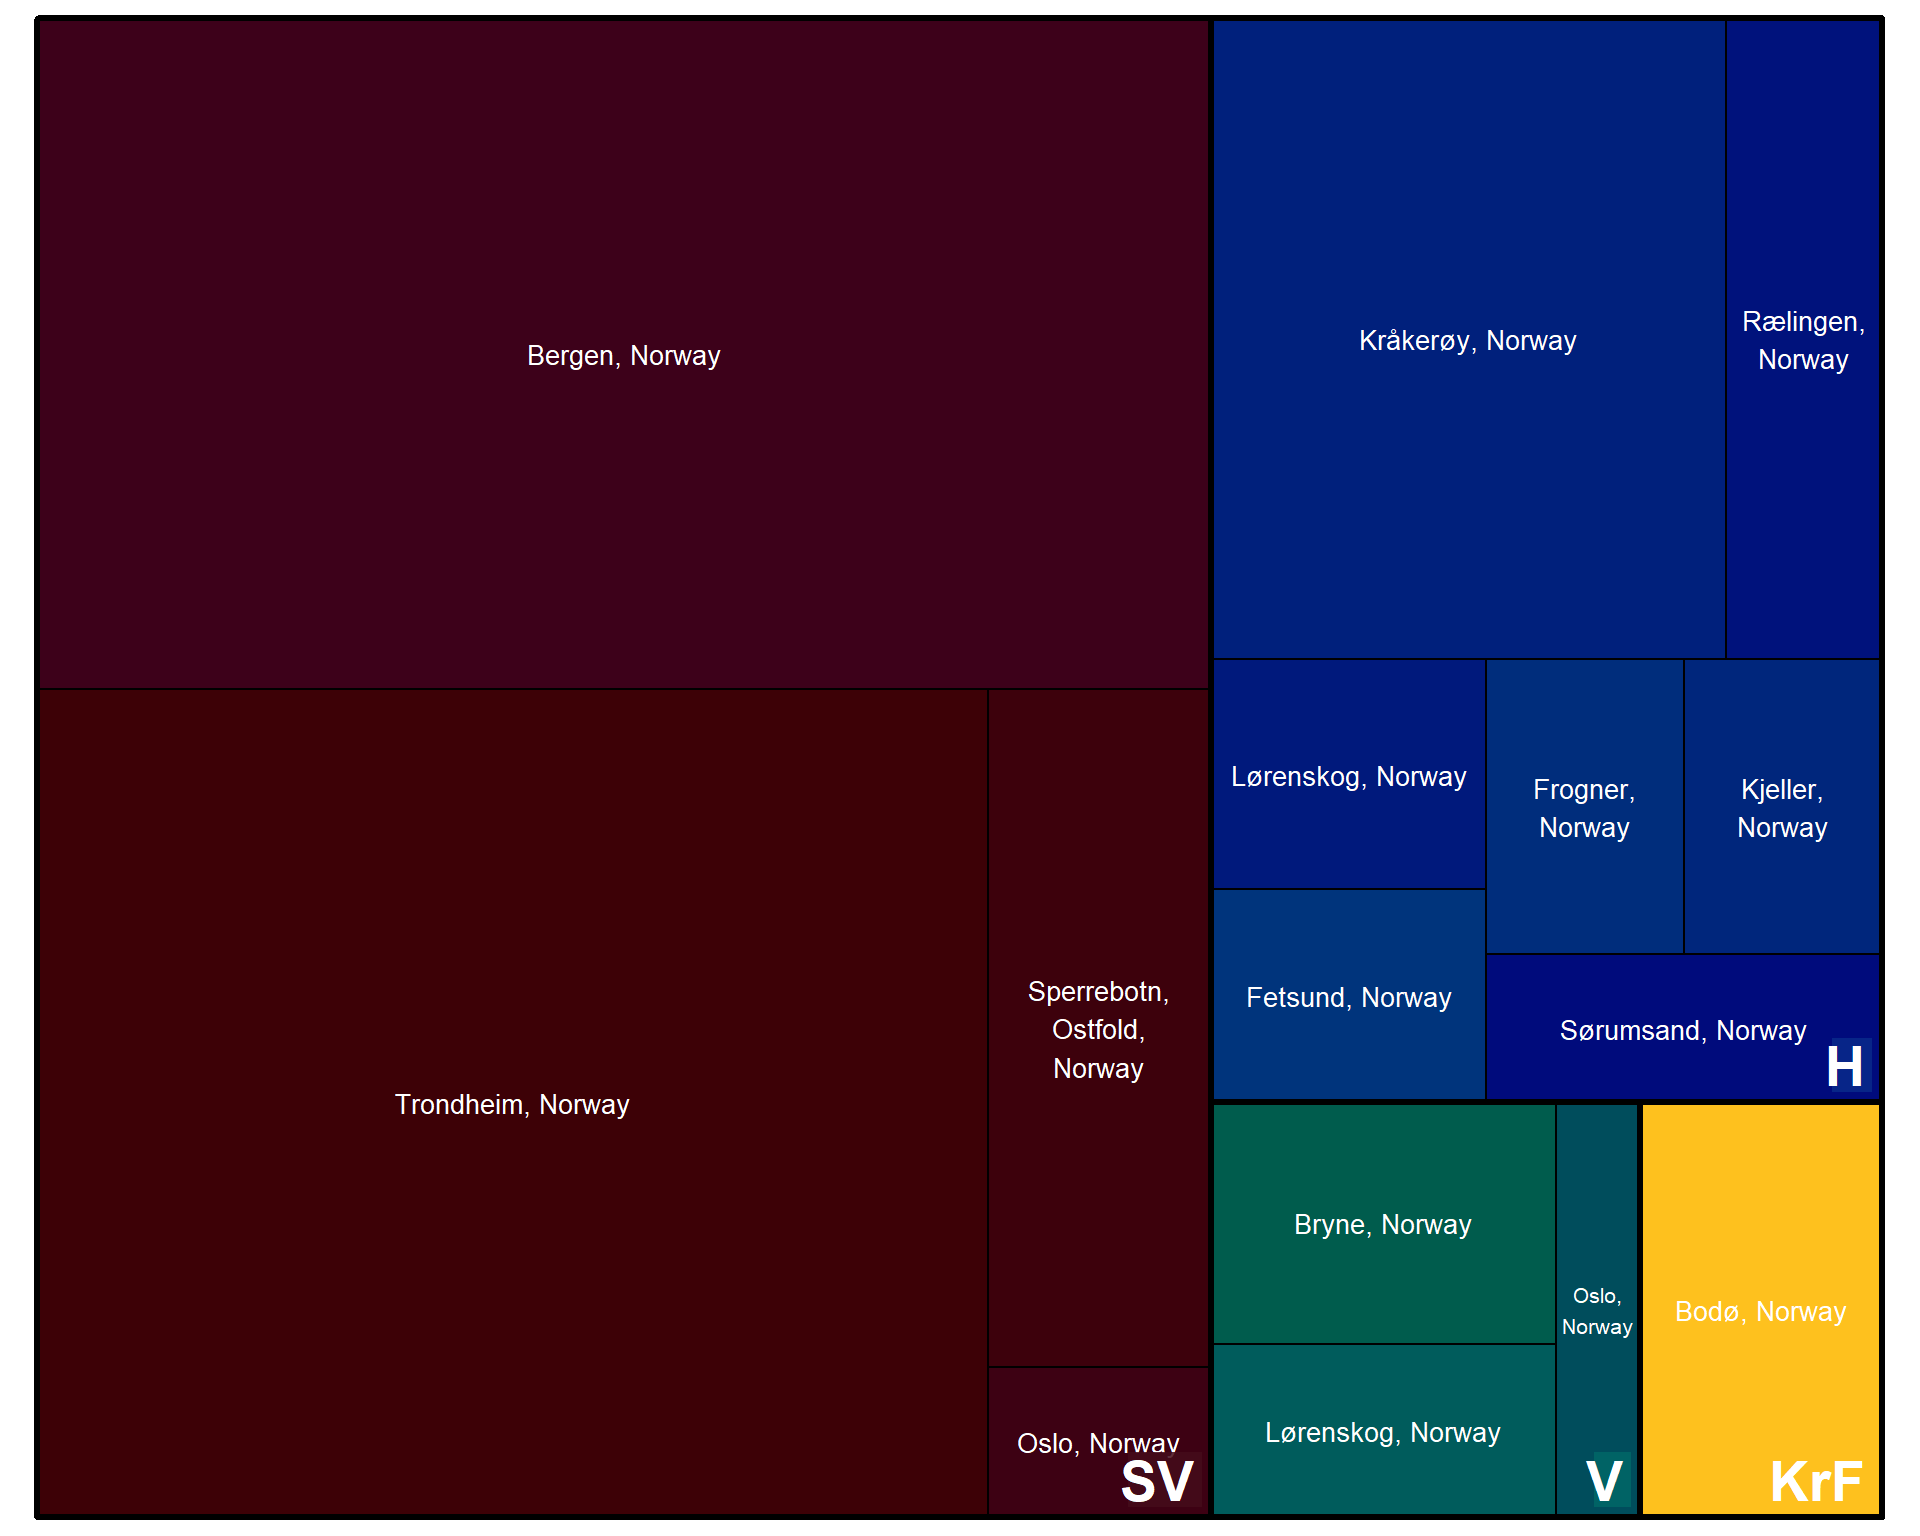 Bergen, Norway
Trondheim, Norway
Sperrebotn,
Ostfold,
Norway
Oslo, Norway
SV
Kråkerøy, Norway
Rælingen,
Norway
Lørenskog, Norway
Frogner,
Norway
Kjeller,
Norway
Fetsund, Norway
Sørumsand, Norway
H
Bryne, Norway
Lørenskog, Norway
Oslo,
Norway
V
Bodø, Norway
KrF